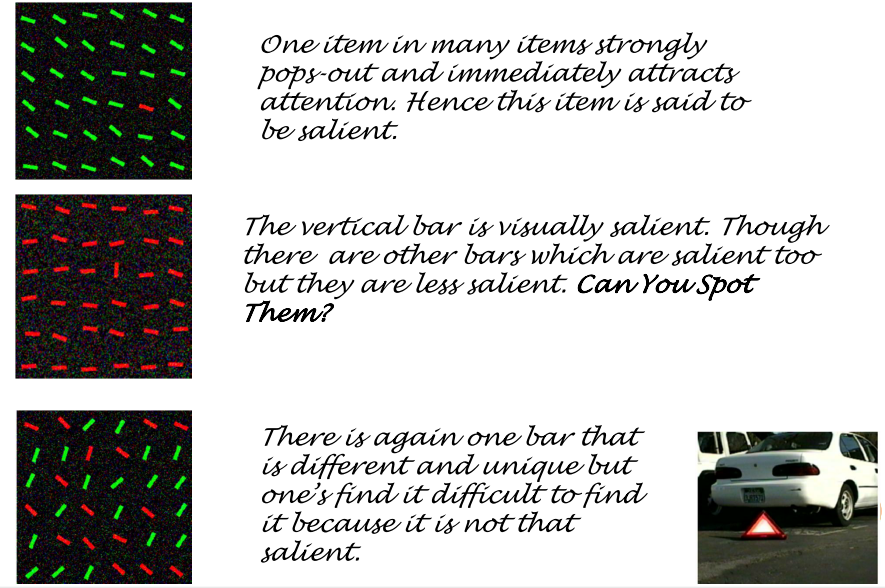 One item in many items strongly
pops-out and immediately attracts
attention. Hence this item is said to
be salient.
The vertical bar is visually salient. Though
there are other bars which are salient too
but they are less salient. Can You Spot
Them?
There is again one bar that
is different and unique but
one's find it difficult to find
it because it is not that
salient.